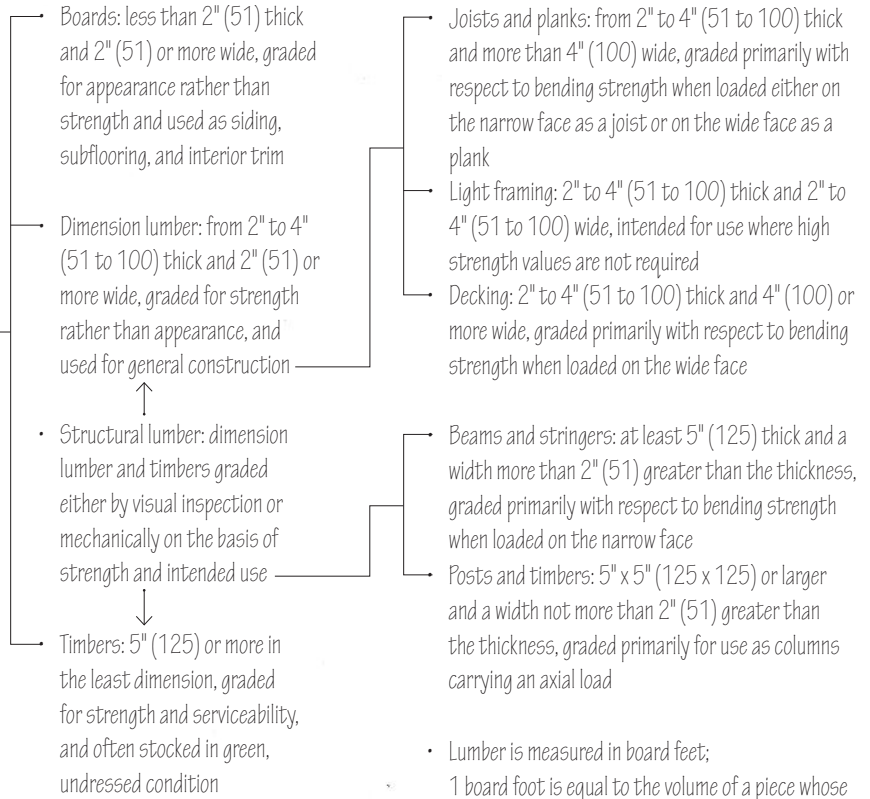 Boards: less than 2" (51) thick
and 2" (51) or more wide, graded
for appearance rather than
strength and used as siding,
subflooring, and interior trim
Dimension lumber: from 2" to 4"
(51 to 100) thick and 2" (51) or
more wide, graded for strength
rather than appearance, and
used for general construction
• Structural lumber: dimension
lumber and timbers graded
either by visual inspection or
mechanically on the basis of
strength and intended use
Timbers: 5" (125) or more in
the least dimension, graded
for strength and serviceability,
and often stocked in green,
undressed condition
Joists and planks: from 2" to 4" (51 to 100) thick
and more than 4" (100) wide, graded primarily with
respect to bending strength when loaded either on
the narrow face as a joist or on the wide face as a
plank
Light framing: 2" to 4" (51 to 100) thick and 2" to
4" (51 to 100) wide, intended for use where high
strength values are not required
Decking: 2" to 4" (51 to 100) thick and 4" (100) or
more wide, graded primarily with respect to bending
strength when loaded on the wide face
Beams and stringers: at least 5" (125) thick and a
width more than 2" (51) greater than the thickness,
graded primarily with respect to bending strength
when loaded on the narrow face
Posts and timbers: 5" x 5" (125 x 125) or larger
and a width not more than 2" (51) greater than
the thickness, graded primarily for use as columns
carrying an axial load
• Lumber is measured in board feet;
1 board foot is equal to the volume of a piece whose